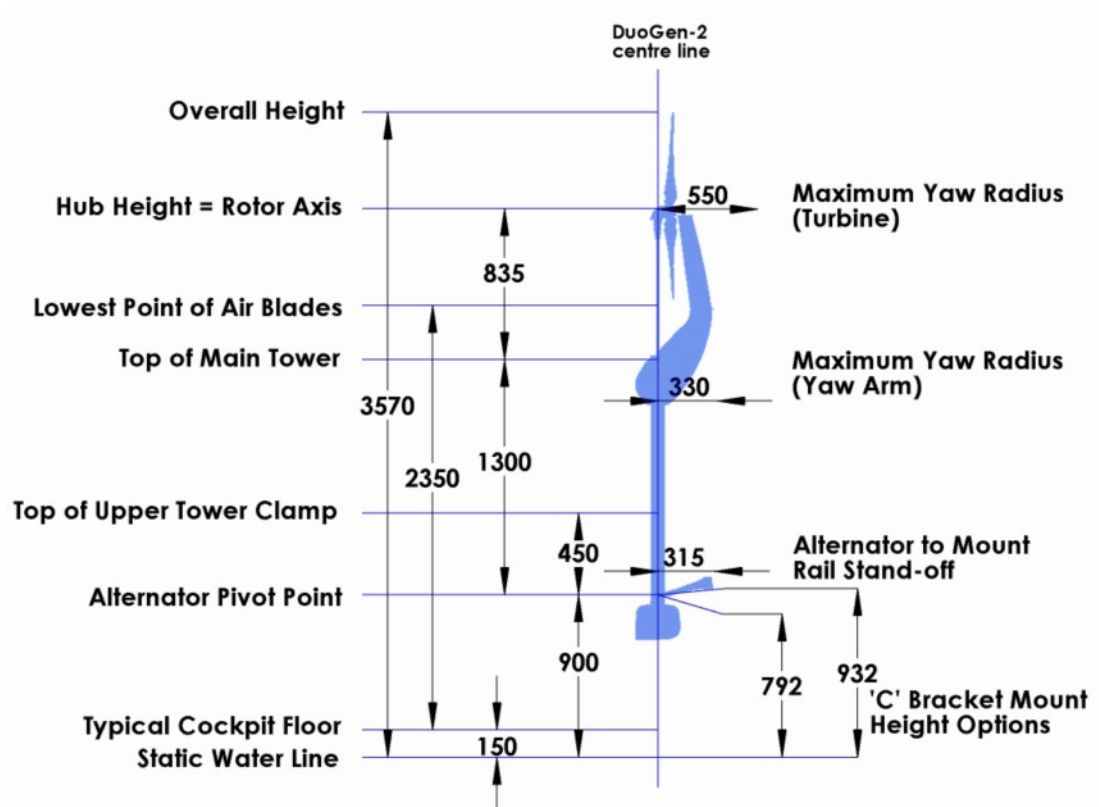 DuoGen-2
centre line
Overall Height
Hub Height = Rotor Axis
550
Maximum Yaw Radius
(Turbine)
835
Lowest Point of Air Blades
Top of Main Tower
Maximum Yaw Radius
(Yaw Arm)
330
3570
1300
2350
Top of Upper Tower Clamp
450
315
Alternator to Mount
Rail Stand-off
Alternator Pivot Point
900
792
932
'C' Bracket Mount
Height Options
Typical Cockpit Floor
150
Static Water Line